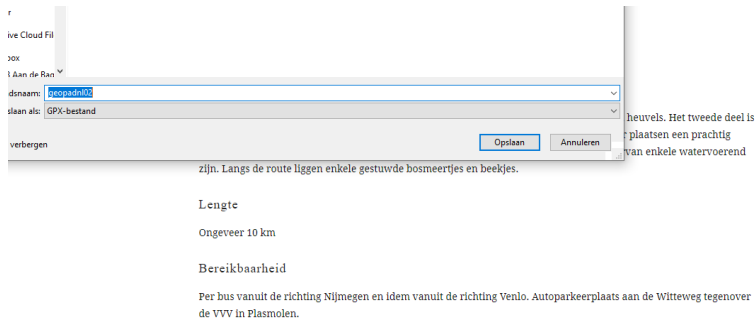 r
ive Cloud Fil
box
3 Aan de Bag
dsnaam: geopadnl02
slaan als: GPX-bestand
verbergen
Opslaan Annuleren
heuvels. Het tweede deel is
r plaatsen een prachtig
van enkele watervoerend
zijn. Langs de route liggen enkele gestuwde bosmeertjes en beekjes.
Lengte
Ongeveer 10 km
Bereikbaarheid
Per bus vanuit de richting Nijmegen en idem vanuit de richting Venlo. Autoparkeerplaats aan de Witteweg tegenover
de VVV in Plasmolen.